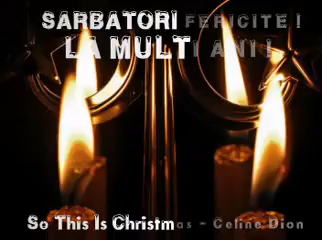 SARBATORI FERICITE !
LA MULTI ANI !
So This Is Christmas - Celine Dion